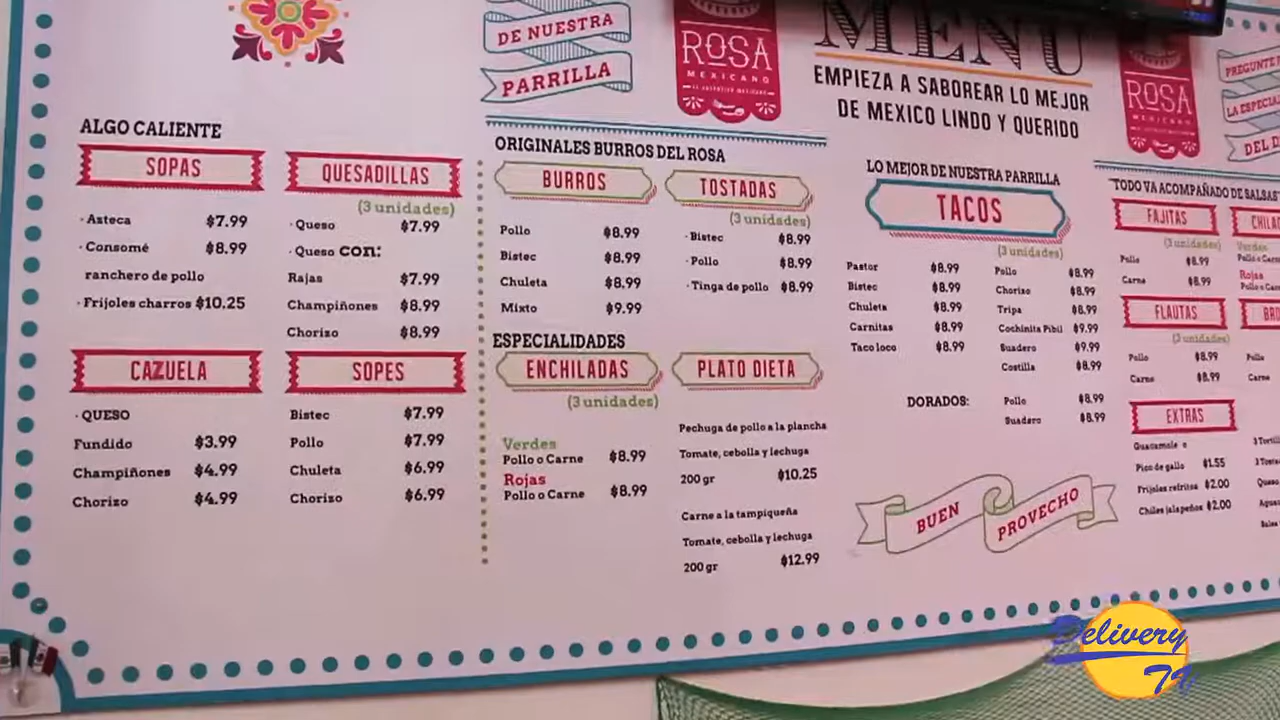 ALGO CALIENTE
SOPAS
· Azteca $7.99
· Consomé $8.99
ranchero de pollo
· Frijoles charros $10.25
QUESADILLAS
(3 unidades)
· Queso $7.99
· Queso con:
Rajas $7.99
Champiñones $8.99
Chorizo $8.99
CAZUELA
· QUESO
Fundido $3.99
Champiñones $4.99
Chorizo $4.99
SOPES
Bistec $7.99
Pollo $7.99
Chuleta $6.99
Chorizo $6.99
DE NUESTRA
PARRILLA
ROSA
MEXICANO
ORIGINALES BURROS DEL ROSA
BURROS
Pollo $8.99
Bistec $8.99
Chuleta $8.99
Mixto $9.99
TOSTADAS
(3 unidades)
· Bistec $8.99
· Pollo $8.99
· Tinga de pollo $8.99
ESPECIALIDADES
ENCHILADAS
(3 unidades)
Verdes
Pollo o Carne $8.99
Rojas
Pollo o Carne $8.99
PLATO DIETA
Pechuga de pollo a la plancha
Tomate, cebolla y lechuga
200 gr $10.25
Carne a la tampiqueña
Tomate, cebolla y lechuga
200 gr $12.99
MENU
EMPIEZA A SABOREAR LO MEJOR
DE MEXICO LINDO Y QUERIDO
LO MEJOR DE NUESTRA PARRILLA
TACOS
(3 unidades)
Pastor $8.99
Bistec $8.99
Chuleta $8.99
Carnitas $8.99
Taco loco $8.99
Pollo $8.99
Chorizo $8.99
Tripa $8.99
Cochinita Pibil $9.99
Suadero $9.99
Costilla $8.99
DORADOS:
Pollo $8.99
Suadero $8.99
BUEN PROVECHO
ROSA
MEXICANO
PREGUNTE
LA ESPECIA
DEL D
TODO VA ACOMPAÑADO DE SALSAS
FAJITAS
(3 unidades)
Pollo $8.99
Carne $8.99
FLAUTAS
(3 unidades)
Pollo $8.99
Carne $8.99
EXTRAS
Guacamole o
Pico de gallo $1.55
Frijoles refritos $2.00
Chiles jalapeños $2.00
CHILA
Verdes
Pollo o Carn
Rojas
Pollo o Carn
BRO
Pollo
Carne
3 Tortil
3 Tosta
Queso
Agua
Salsa
Delivery
TV